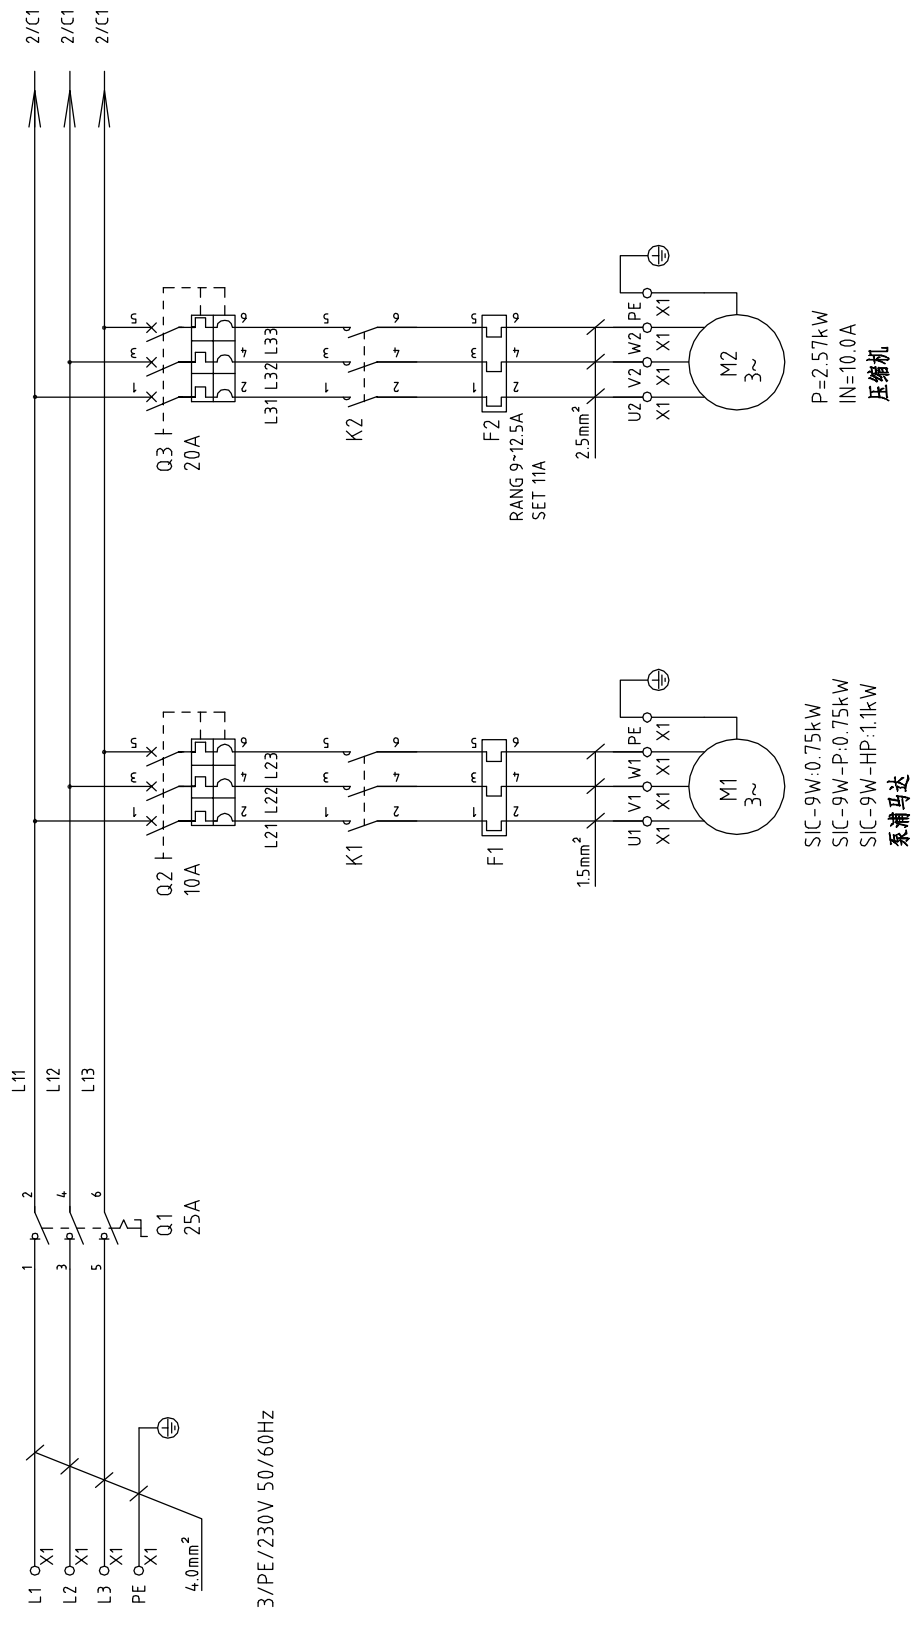 L1
X1
L2
X1
L3
X1
PE
X1
4.0mm²
3/PE/230V 50/60Hz
1
2
3
4
5
6
Q1
25A
L11
L12
L13
Q2
10A
1
3
5
2
4
6
L21
L22
L23
K1
1
3
5
2
4
6
F1
1
3
5
2
4
6
1.5mm²
U1
V1
W1
PE
X1
X1
X1
X1
M1
3~
SIC-9W:0.75kW
SIC-9W-P:0.75kW
SIC-9W-HP:1.1kW
泵浦马达
Q3
20A
1
3
5
2
4
6
L31
L32
L33
K2
1
3
5
2
4
6
F2
RANG 9~12.5A
SET 11A
1
3
5
2
4
6
2.5mm²
U2
V2
W2
PE
X1
X1
X1
X1
M2
3~
P=2.57kW
IN=10.0A
压缩机
2/C1
2/C1
2/C1